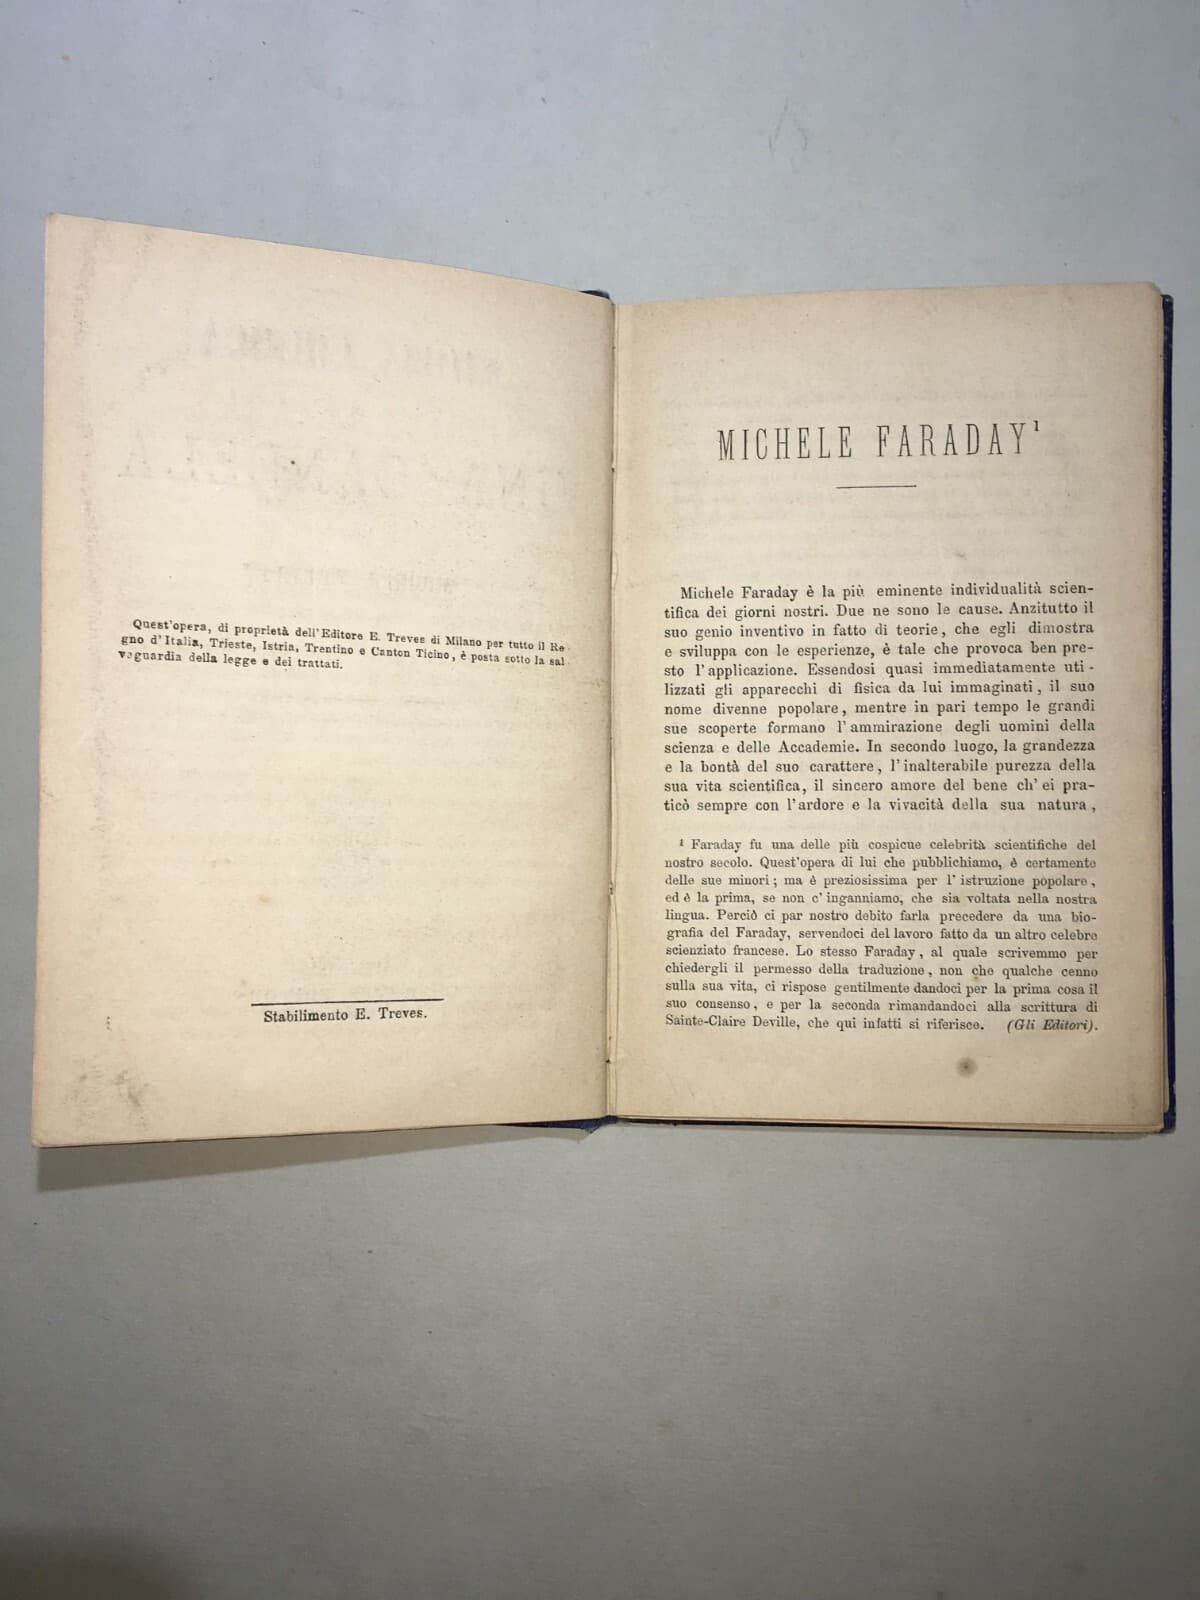 Quest'opera, di proprietà dell'Editore E. Treves di Milano per tutto il Re-
gno d'Italia, Trieste, Istria, Trentino e Canton Ticino, è posta sotto la sal-
vaguardia della legge e dei trattati.
Stabilimento E. Treves.
MICHELE FARADAY¹
Michele Faraday è la più eminente individualità scien-
tifica dei giorni nostri. Due ne sono le cause. Anzitutto il
suo genio inventivo in fatto di teorie, che egli dimostra
e sviluppa con le esperienze, è tale che provoca ben pre-
sto l'applicazione. Essendosi quasi immediatamente uti-
lizzati gli apparecchi di fisica da lui immaginati, il suo
nome divenne popolare, mentre in pari tempo le grandi
sue scoperte formano l'ammirazione degli uomini della
scienza e delle Accademie. In secondo luogo, la grandezza
e la bontà del suo carattere, l'inalterabile purezza della
sua vita scientifica, il sincero amore del bene ch'ei pra-
ticò sempre con l'ardore e la vivacità della sua natura,
¹ Faraday fu una delle più cospicue celebrità scientifiche del
nostro secolo. Quest'opera di lui che pubblichiamo, è certamente
delle sue minori; ma è preziosissima per l'istruzione popolare,
ed è la prima, se non c'inganniamo, che sia voltata nella nostra
lingua. Perciò ci par nostro debito farla precedere da una bio-
grafia del Faraday, servendoci del lavoro fatto da un altro celebre
scienziato francese. Lo stesso Faraday, al quale scrivemmo per
chiedergli il permesso della traduzione, non che qualche cenno
sulla sua vita, ci rispose gentilmente dandoci per la prima cosa il
suo consenso, e per la seconda rimandandoci alla scrittura di
Sainte-Claire Deville, che qui infatti si riferisce. (Gli Editori).